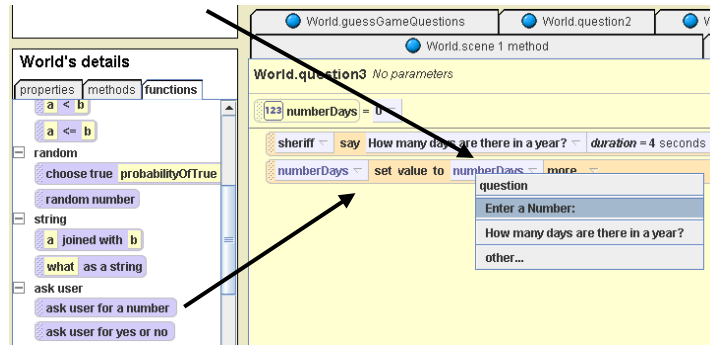 World.guessGameQuestions
World.question2
World.scene 1 method
World's details
properties methods functions
a < b
a <= b
random
choose true probabilityOfTrue
random number
string
a joined with b
what as a string
ask user
ask user for a number
ask user for yes or no
World.question3 No parameters
123 numberDays = 0
sheriff say How many days are there in a year? duration = 4 seconds
numberDays set value to numberDays more...
question
Enter a Number:
How many days are there in a year?
other...